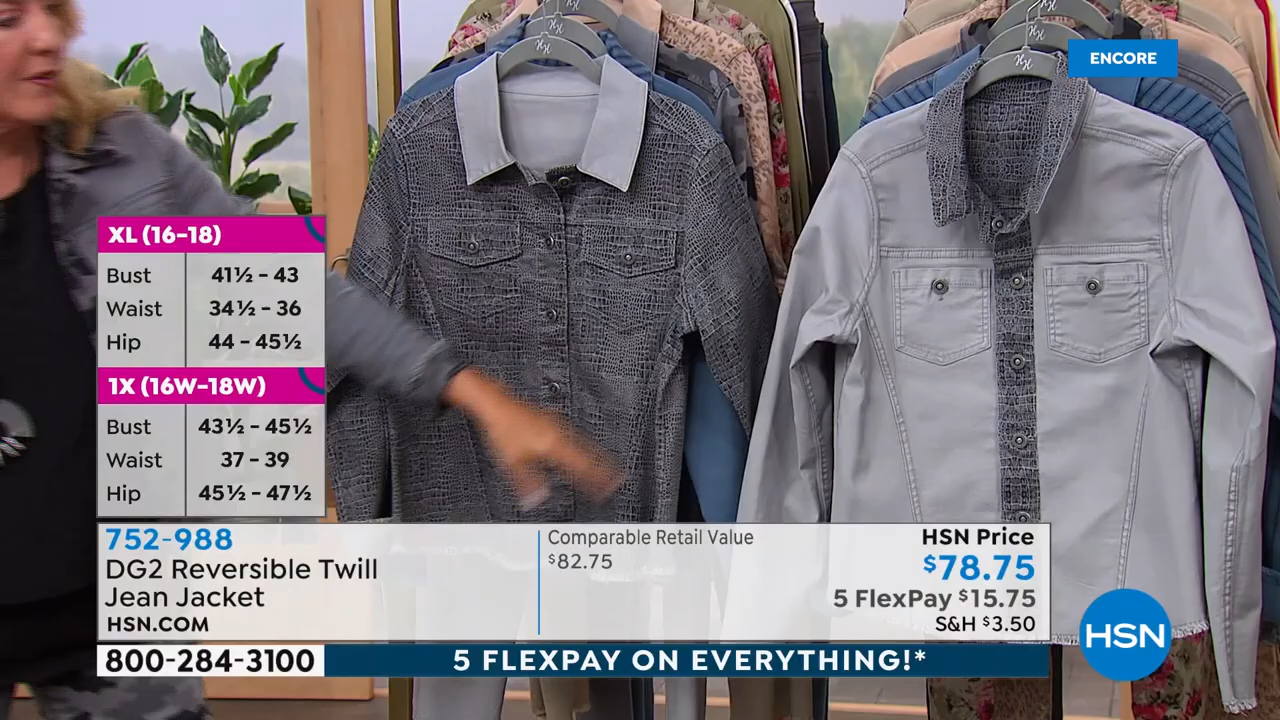 ENCORE
XL (16–18)
Bust 41½ – 43
Waist 34½ – 36
Hip 44 – 45½
1X (16W–18W)
Bust 43½ – 45½
Waist 37 – 39
Hip 45½ – 47½
752-988
DG2 Reversible Twill
Jean Jacket
HSN.COM
Comparable Retail Value
$82.75
HSN Price
$78.75
5 FlexPay $15.75
S&H $3.50
HSN
800-284-3100
5 FLEXPAY ON EVERYTHING!*